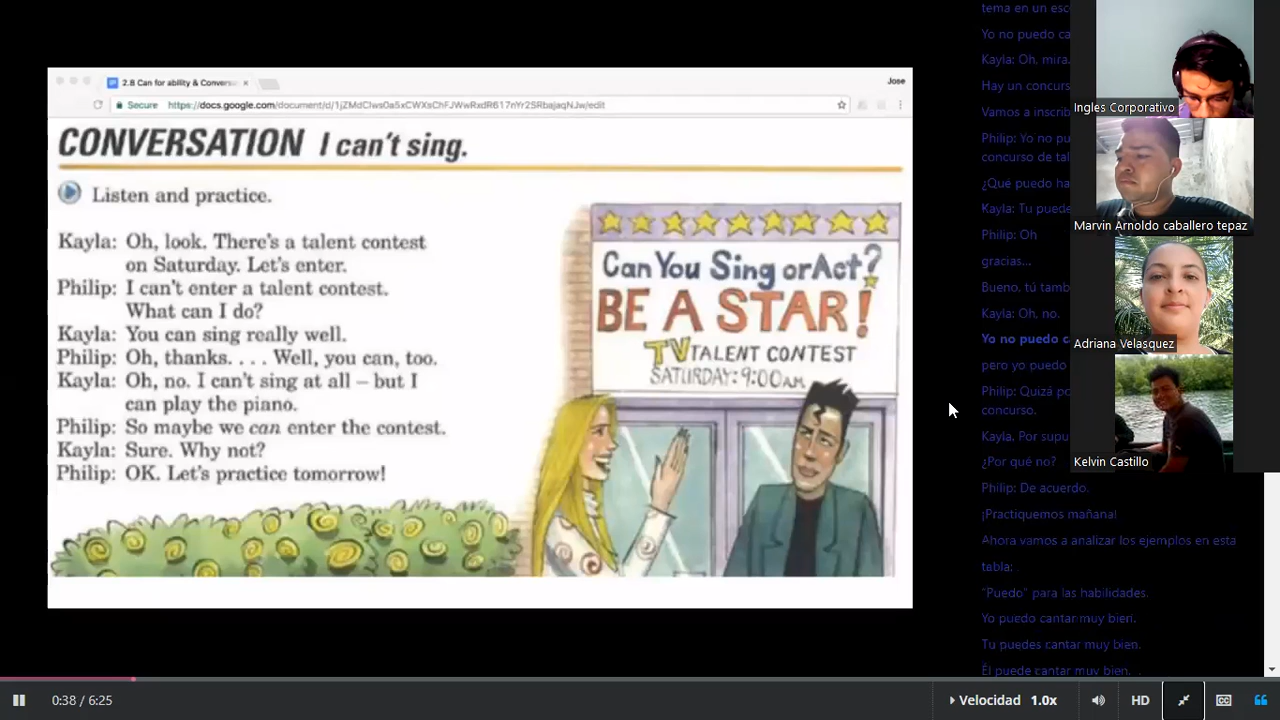 2.8 Can for ability & Conversa
Jose
Secure https://docs.google.com/document/d/1jZMdClws0a5xCWXsChFJWwRxdR617nYr2SRbajaqNJw/edit
CONVERSATION I can't sing.
Listen and practice.
Kayla: Oh, look. There's a talent contest
on Saturday. Let's enter.
Philip: I can't enter a talent contest.
What can I do?
Kayla: You can sing really well.
Philip: Oh, thanks. . . . Well, you can, too.
Kayla: Oh, no. I can't sing at all – but I
can play the piano.
Philip: So maybe we can enter the contest.
Kayla: Sure. Why not?
Philip: OK. Let's practice tomorrow!
Can You Sing or Act?
BE A STAR!
TV TALENT CONTEST
SATURDAY: 9:00 AM
tema en un esc
Yo no puedo ca
Kayla: Oh, mira.
Hay un concurs
Vamos a inscrib
Philip: Yo no pu
concurso de tal
¿Qué puedo ha
Kayla: Tu puede
Philip: Oh
gracias...
Bueno, tú tamb
Kayla: Oh, no.
Yo no puedo c
pero yo puedo
Philip: Quizá po
concurso.
Kayla. Por supu
¿Por qué no?
Philip: De acuerdo.
¡Practiquemos mañana!
Ahora vamos a analizar los ejemplos en esta
tabla:
"Puedo" para las habilidades.
Yo puedo cantar muy bien.
Tu puedes cantar muy bien.
Él puede cantar muy bien.
Ingles Corporativo
Marvin Arnoldo caballero tepaz
Adriana Velasquez
Kelvin Castillo
0:38 / 6:25
Velocidad 1.0x
HD
CC